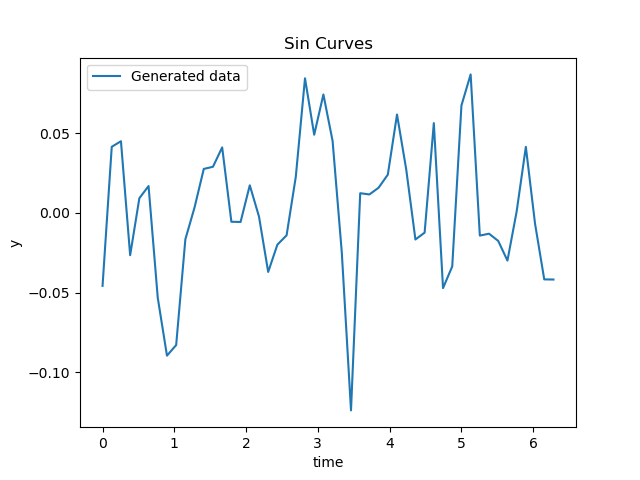 Sin Curves
Generated data
0.05
0.00
−0.05
−0.10
y
0 1 2 3 4 5 6
time